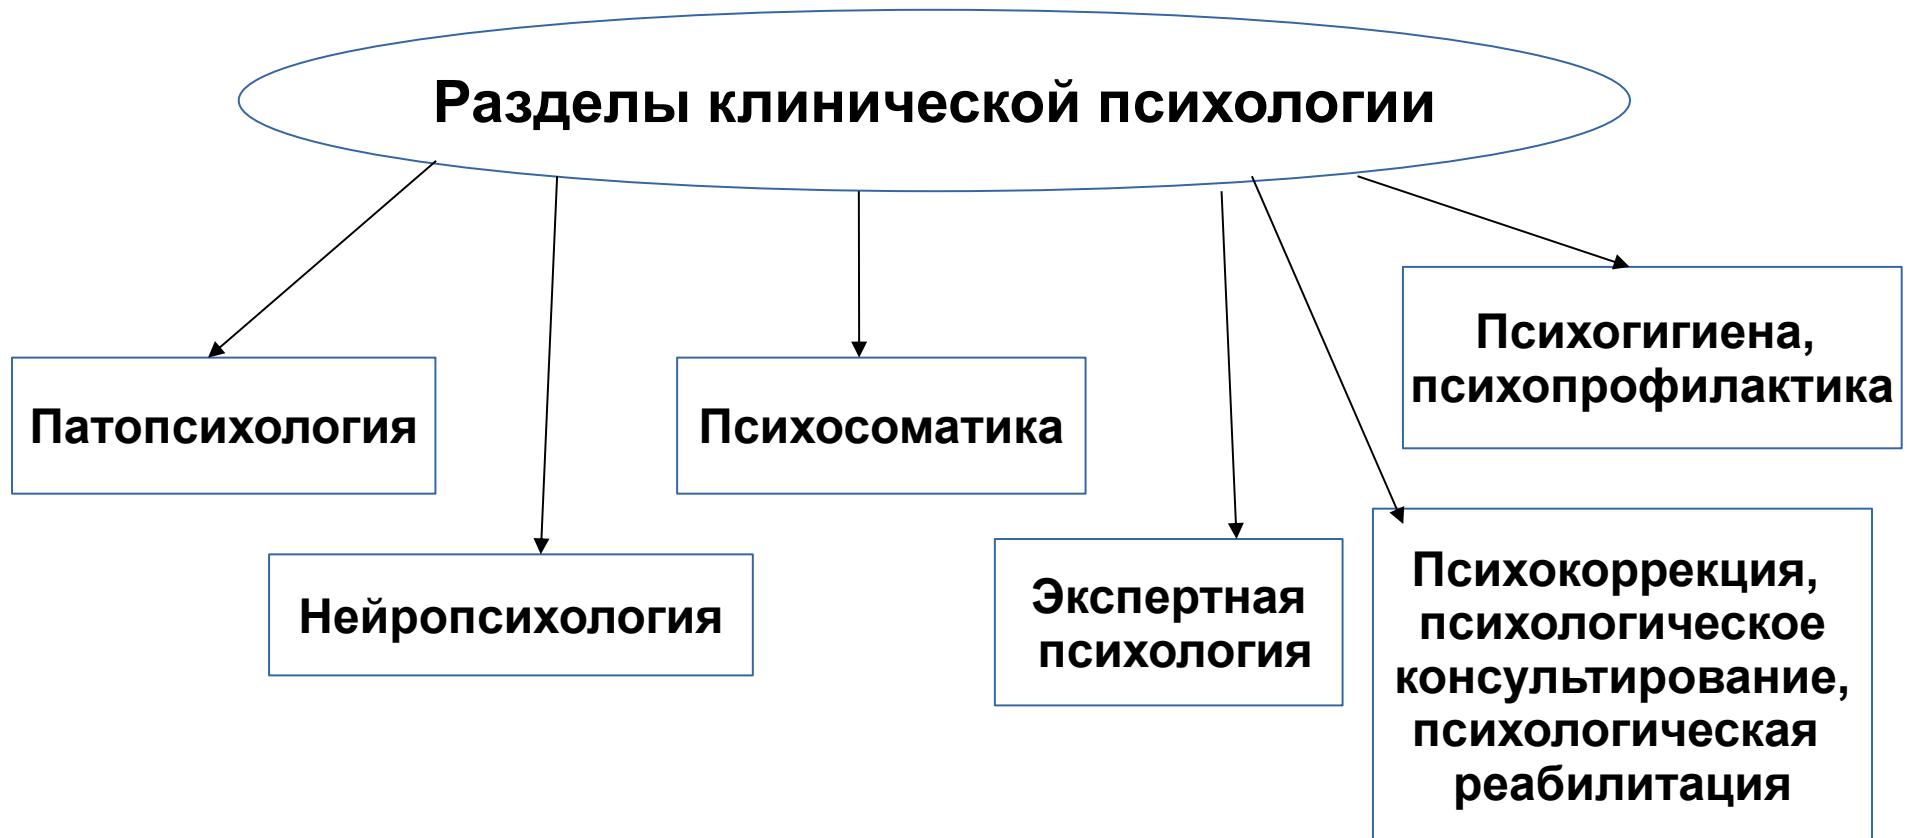 Разделы клинической психологии
Патопсихология
Нейропсихология
Психосоматика
Экспертная
психология
Психокоррекция,
психологическое
консультирование,
психологическая
реабилитация
Психогигиена,
психопрофилактика